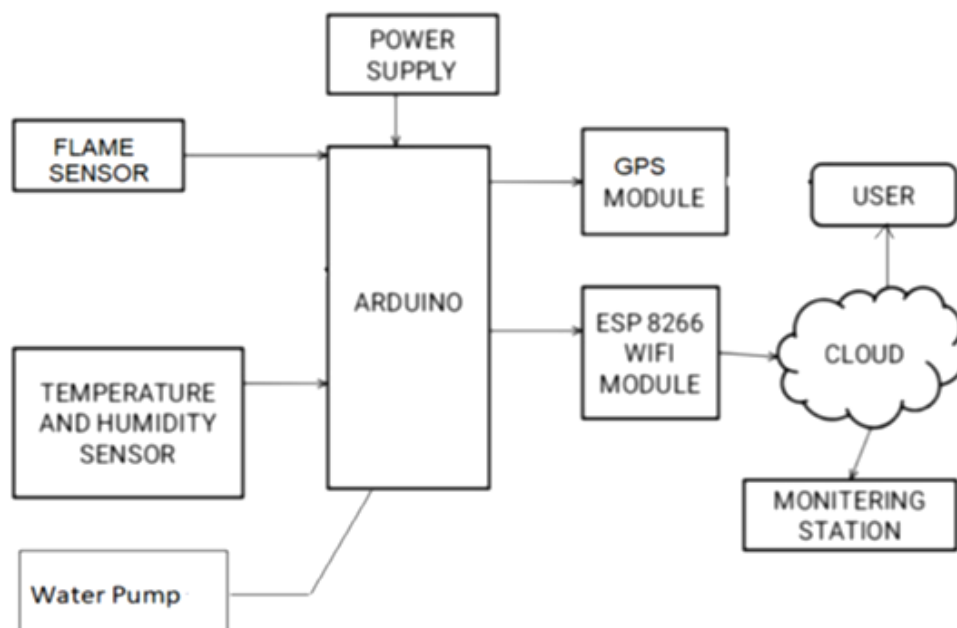 POWER
SUPPLY
FLAME
SENSOR
GPS
MODULE
USER
ARDUINO
ESP 8266
WIFI
MODULE
CLOUD
TEMPERATURE
AND HUMIDITY
SENSOR
MONITERING
STATION
Water Pump